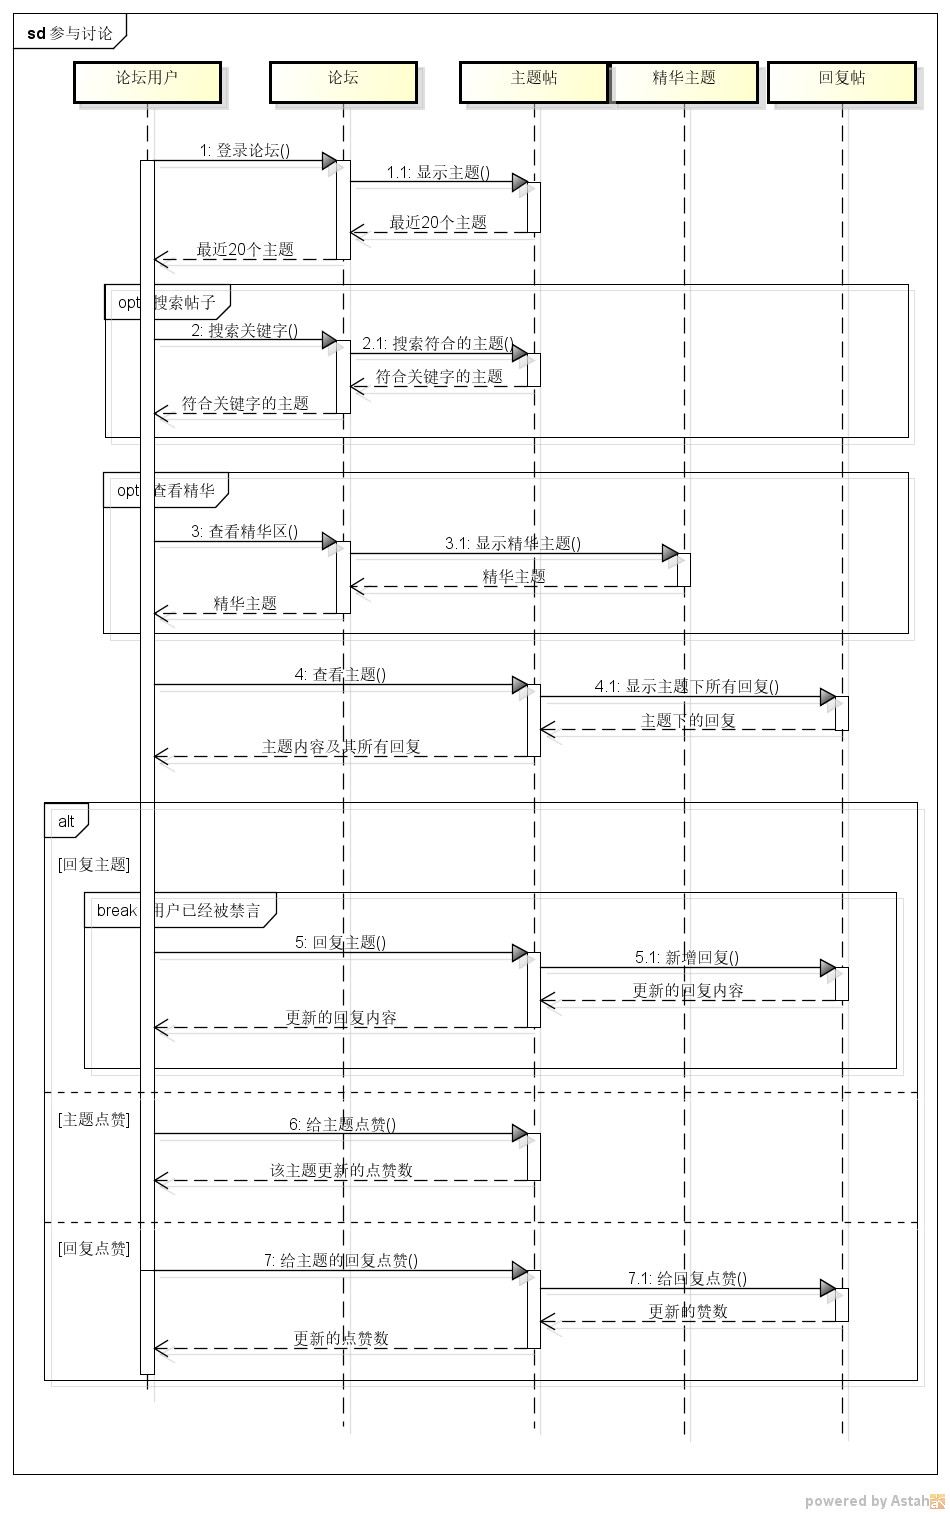 sd 参与讨论
论坛用户
论坛
主题帖
精华主题
回复帖
1: 登录论坛()
1.1: 显示主题()
最近20个主题
最近20个主题
opt 搜索帖子
2: 搜索关键字()
2.1: 搜索符合的主题()
符合关键字的主题
符合关键字的主题
opt 查看精华
3: 查看精华区()
3.1: 显示精华主题()
精华主题
精华主题
4: 查看主题()
4.1: 显示主题下所有回复()
主题下的回复
主题内容及其所有回复
alt
[回复主题]
break 用户已经被禁言
5: 回复主题()
5.1: 新增回复()
更新的回复内容
更新的回复内容
[主题点赞]
6: 给主题点赞()
该主题更新的点赞数
[回复点赞]
7: 给主题的回复点赞()
7.1: 给回复点赞()
更新的赞数
更新的点赞数
powered by Astah